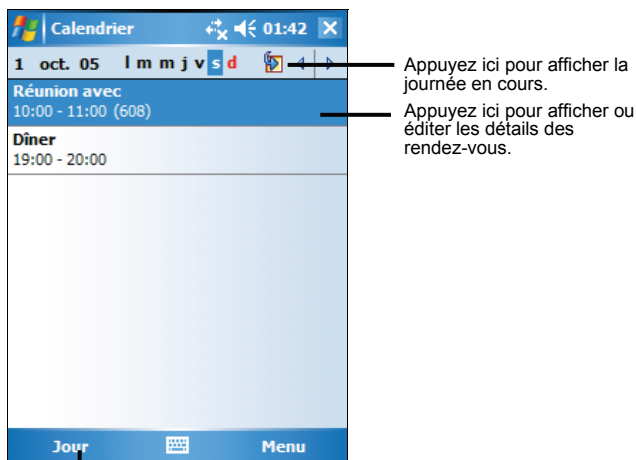 Calendrier 01:42
1 oct. 05 l m m j v s d
Réunion avec
10:00 - 11:00 (608)
Dîner
19:00 - 20:00
Jour Menu
Appuyez ici pour afficher la
journée en cours.
Appuyez ici pour afficher ou
éditer les détails des
rendez-vous.